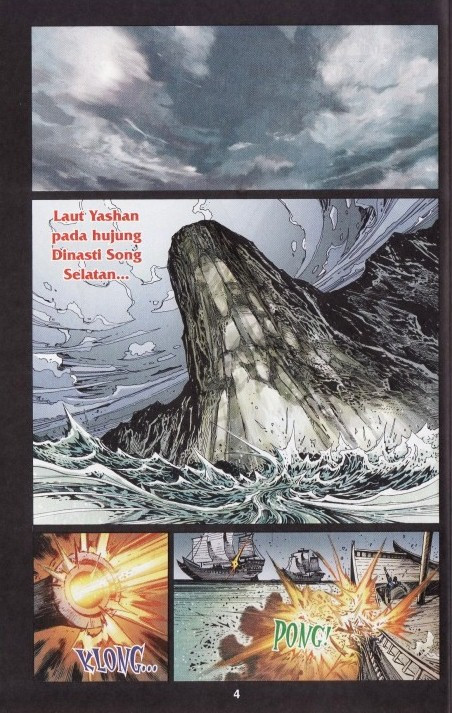 Laut Yashan
pada hujung
Dinasti Song
Selatan...
KLONG...
PONG!
4